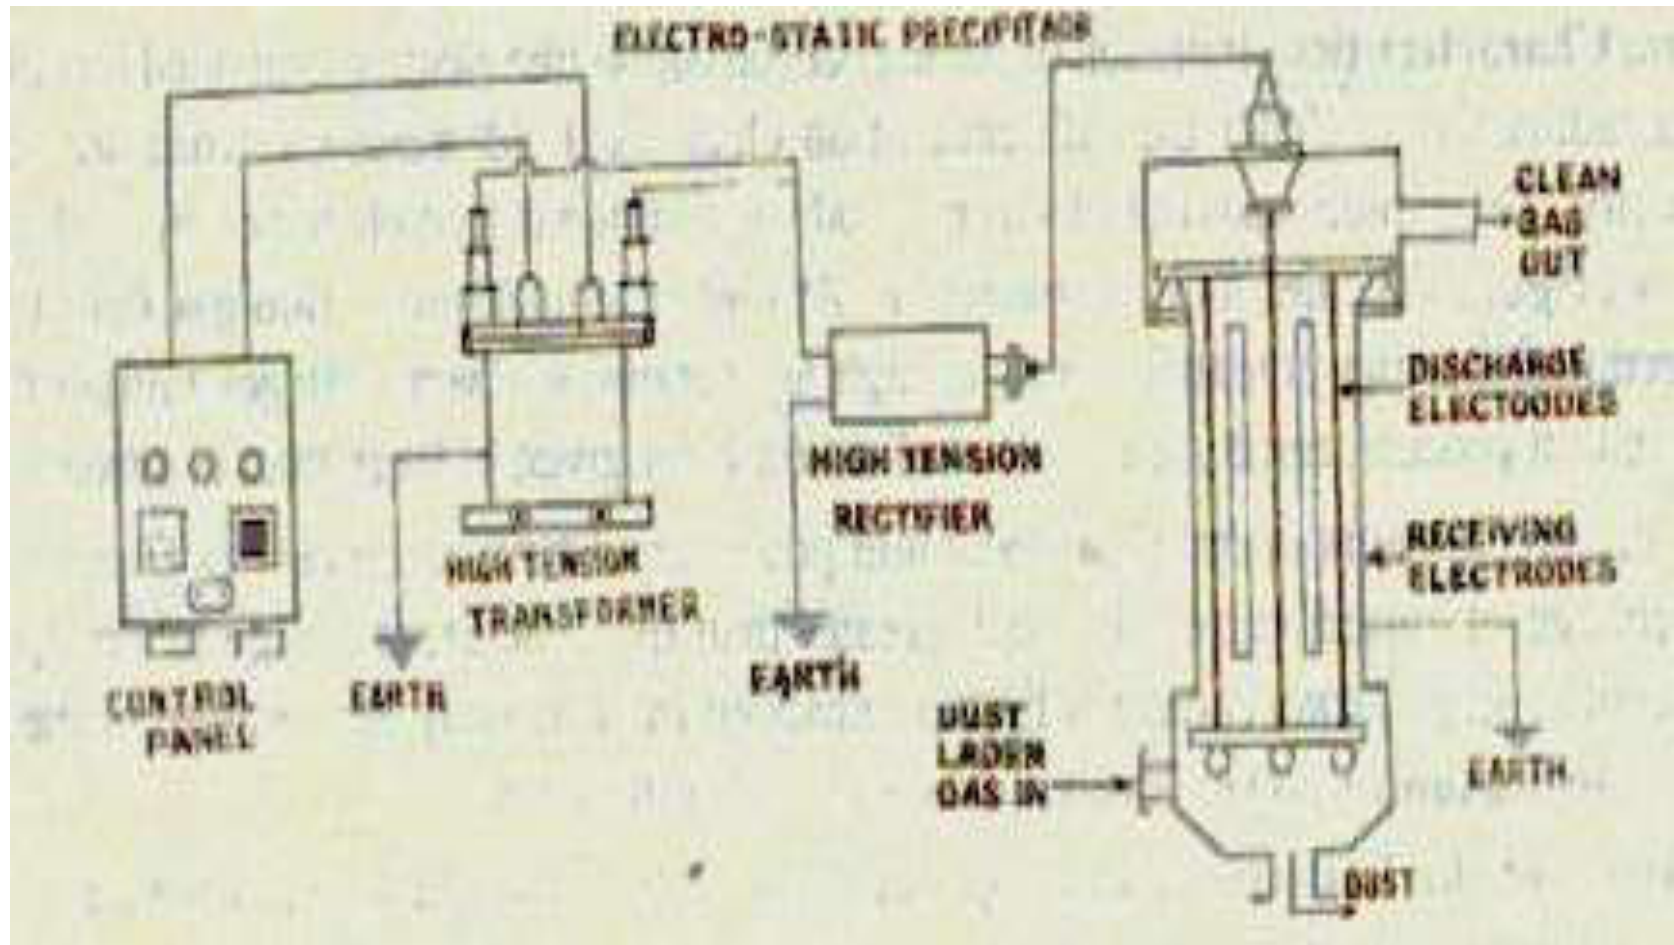 ELECTRO-STATIC PRECIPITAOR
CLEAN
GAS
OUT
DISCHARGE
ELECTODES
HIGH TENSION
RECTIFIER
RECEIVING
ELECTRODES
HIGH TENSION
TRANSFORMER
CONTROL
PANEL
EARTH
EARTH
DUST
LADEN
GAS IN
EARTH
DUST